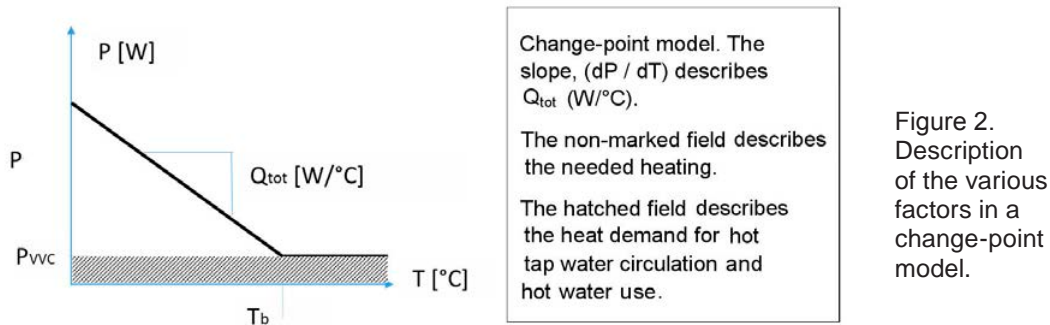 P [W]
P
Qtot [W/°C]
Pvvc
T [°C]
Tb
Change-point model. The
slope, (dP / dT) describes
Qtot (W/°C).
The non-marked field describes
the needed heating.
The hatched field describes
the heat demand for hot
tap water circulation and
hot water use.
Figure 2.
Description
of the various
factors in a
change-point
model.